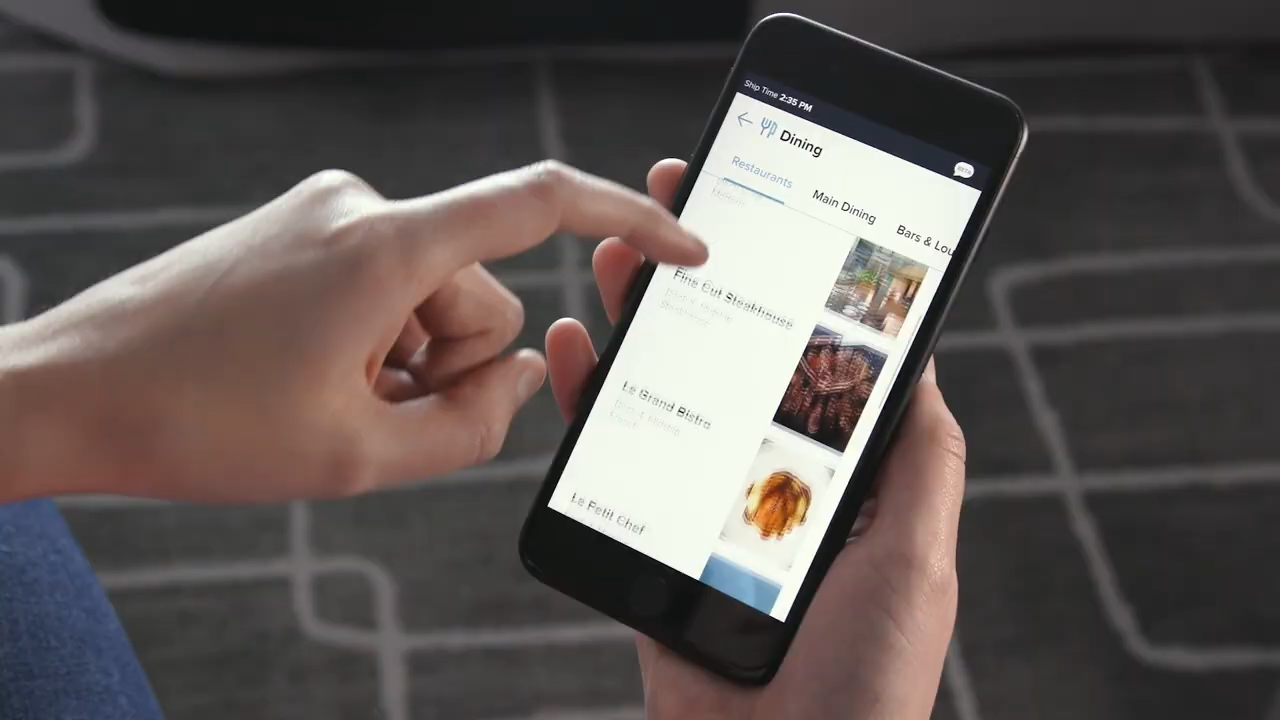 Ship Time 2:35 PM
BETA
Dining
Restaurants
Main Dining
Bars & Lou
Fine Cut Steakhouse
Le Grand Bistro
Le Petit Chef